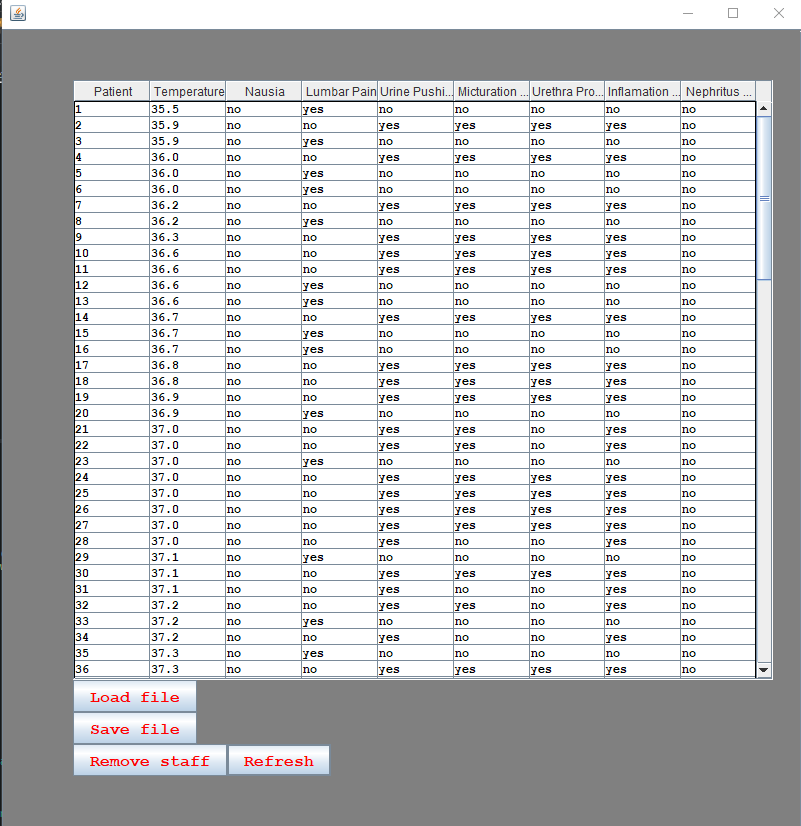 Patient Temperature Nausia Lumbar Pain Urine Pushi... Micturation ... Urethra Pro... Inflamation ... Nephritus ...
1 35.5 no yes no no no no no
2 35.9 no no yes yes yes yes no
3 35.9 no yes no no no no no
4 36.0 no no yes yes yes yes no
5 36.0 no yes no no no no no
6 36.0 no yes no no no no no
7 36.2 no no yes yes yes yes no
8 36.2 no yes no no no no no
9 36.3 no no yes yes yes yes no
10 36.6 no no yes yes yes yes no
11 36.6 no no yes yes yes yes no
12 36.6 no yes no no no no no
13 36.6 no yes no no no no no
14 36.7 no no yes yes yes yes no
15 36.7 no yes no no no no no
16 36.7 no yes no no no no no
17 36.8 no no yes yes yes yes no
18 36.8 no no yes yes yes yes no
19 36.9 no no yes yes yes yes no
20 36.9 no yes no no no no no
21 37.0 no no yes yes no yes no
22 37.0 no no yes yes no yes no
23 37.0 no yes no no no no no
24 37.0 no no yes yes yes yes no
25 37.0 no no yes yes yes yes no
26 37.0 no no yes yes yes yes no
27 37.0 no no yes yes yes yes no
28 37.0 no no yes no no yes no
29 37.1 no yes no no no no no
30 37.1 no no yes yes yes yes no
31 37.1 no no yes no no yes no
32 37.2 no no yes yes no yes no
33 37.2 no yes no no no no no
34 37.2 no no yes no no yes no
35 37.3 no yes no no no no no
36 37.3 no no yes yes yes yes no
Load file
Save file
Remove staff Refresh